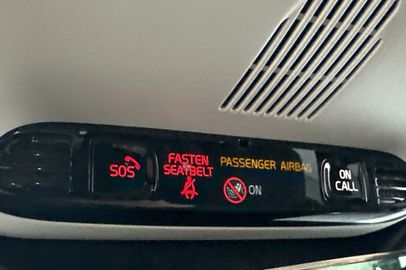 SOS
FASTEN
SEATBELT
PASSENGER AIRBAG
ON
ON
CALL